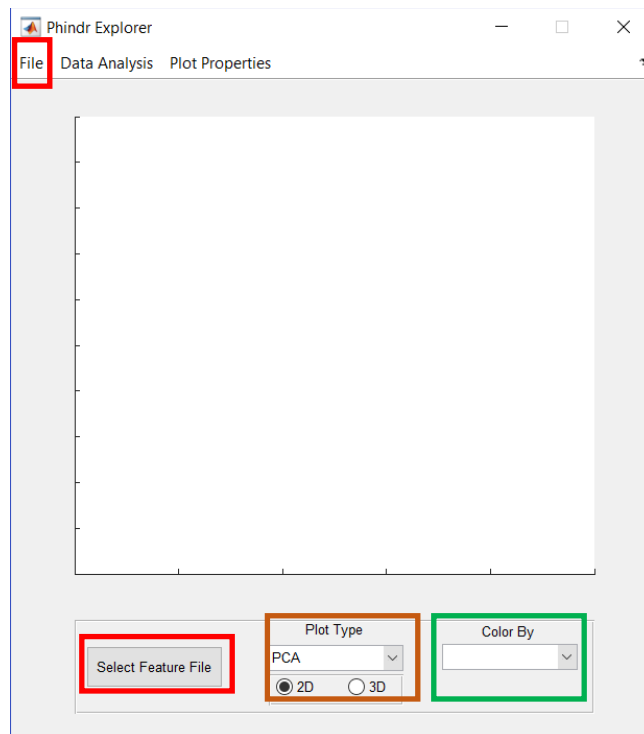 Phindr Explorer
File Data Analysis Plot Properties
Plot Type
Color By
Select Feature File
PCA
2D 3D